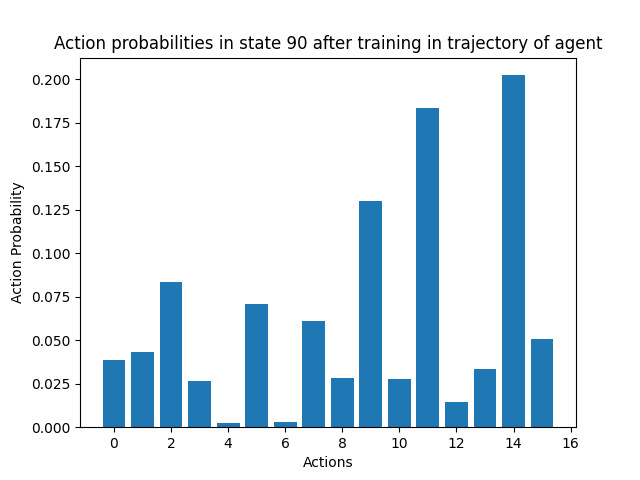 Action probabilities in state 90 after training in trajectory of agent
0.200
0.175
0.150
0.125
0.100
0.075
0.050
0.025
0.000
Action Probability
0 2 4 6 8 10 12 14 16
Actions